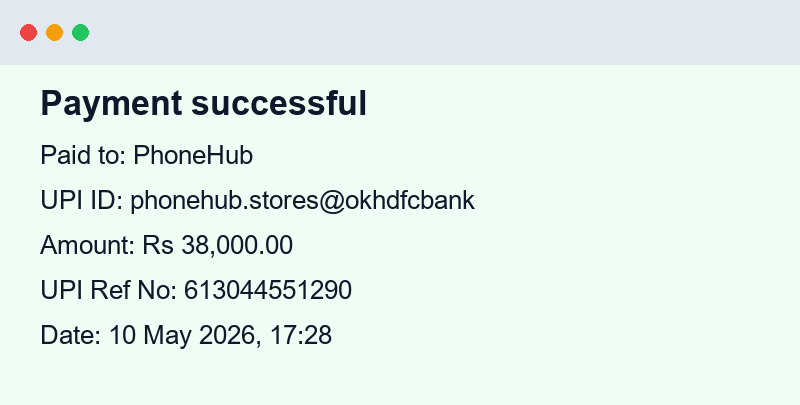 Payment successful
Paid to: PhoneHub
UPI ID: phonehub.stores@okhdfcbank
Amount: Rs 38,000.00
UPI Ref No: 613044551290
Date: 10 May 2026, 17:28